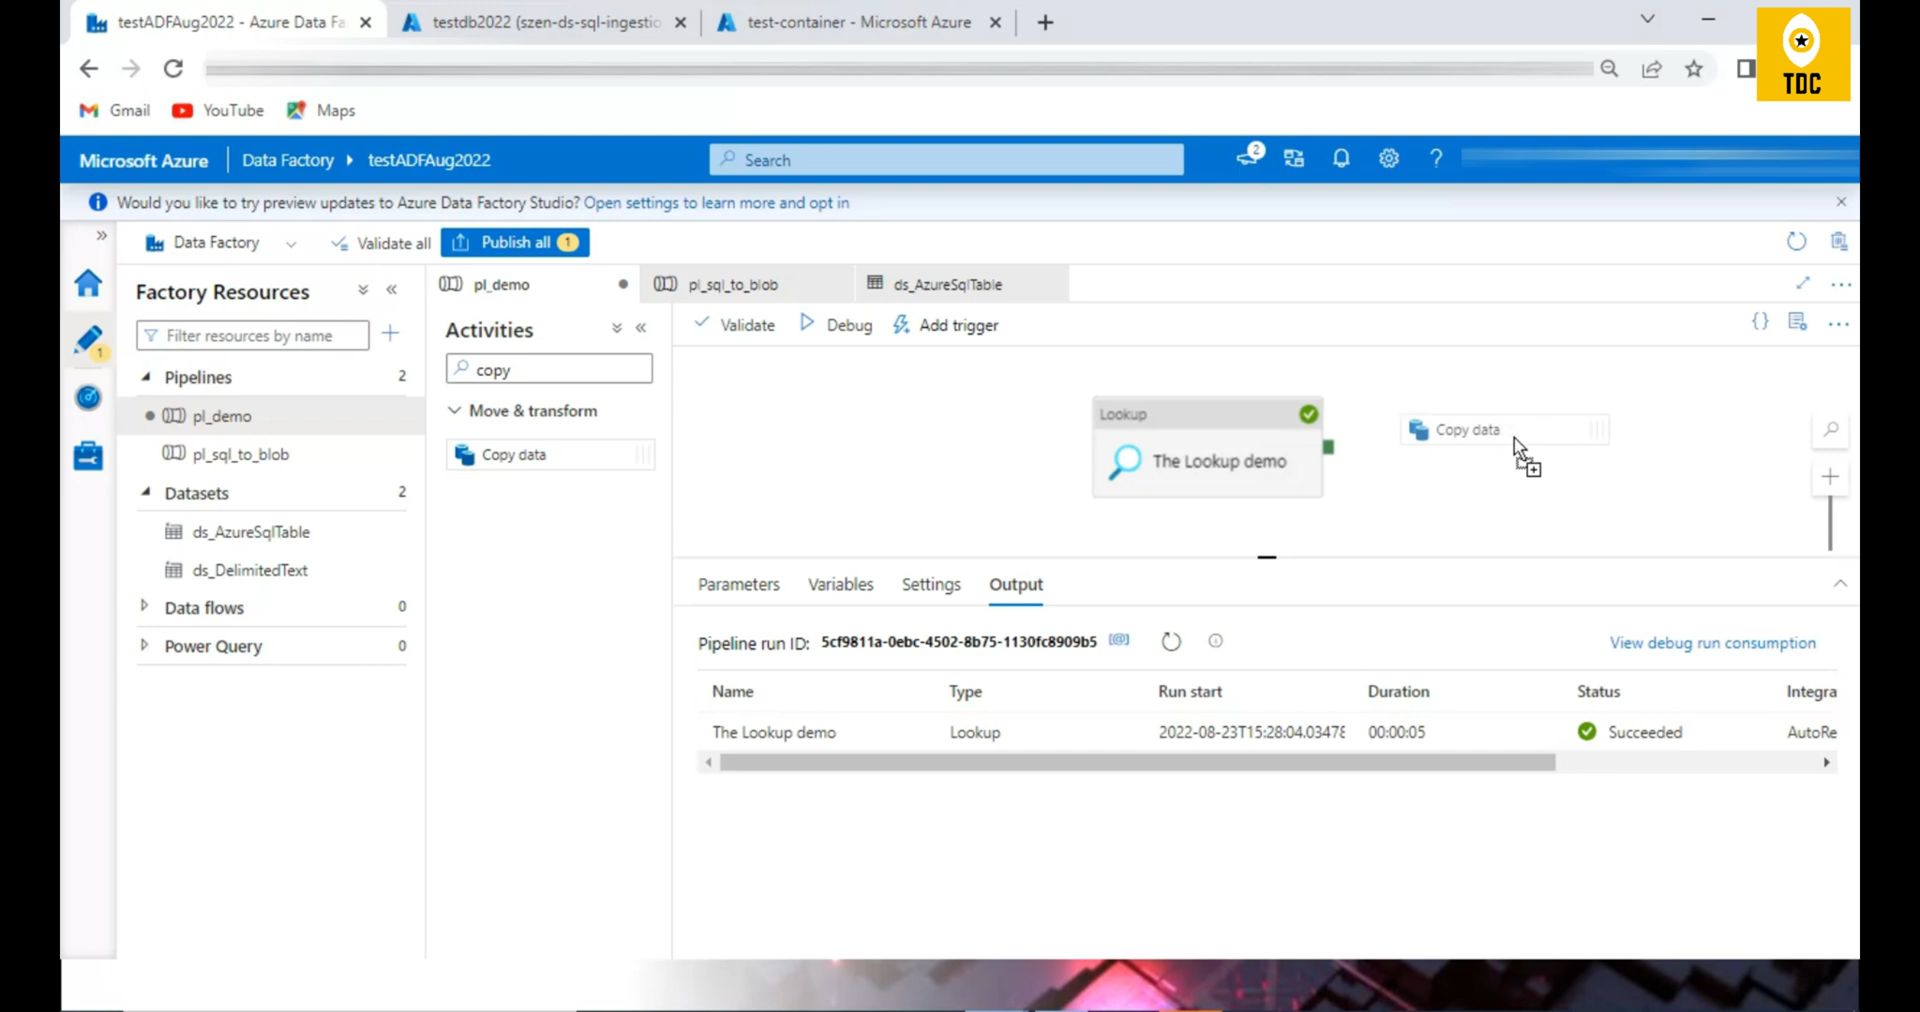 testADFAug2022 - Azure Data Fa
testdb2022 (szen-ds-sql-ingestio
test-container - Microsoft Azure
TDC
Gmail
YouTube
Maps
Microsoft Azure
Data Factory
testADFAug2022
Search
2
?
Would you like to try preview updates to Azure Data Factory Studio? Open settings to learn more and opt in
Data Factory
Validate all
Publish all 1
1
Factory Resources
Filter resources by name
Pipelines 2
pl_demo
pl_sql_to_blob
Datasets 2
ds_AzureSqlTable
ds_DelimitedText
Data flows 0
Power Query 0
pl_demo
pl_sql_to_blob
ds_AzureSqlTable
Activities
copy
Move & transform
Copy data
Validate
Debug
Add trigger
{}
Lookup
The Lookup demo
Copy data
Parameters
Variables
Settings
Output
Pipeline run ID: 5cf9811a-0ebc-4502-8b75-1130fc8909b5
View debug run consumption
Name Type Run start Duration Status Integra
The Lookup demo Lookup 2022-08-23T15:28:04.0347 00:00:05 Succeeded AutoRe